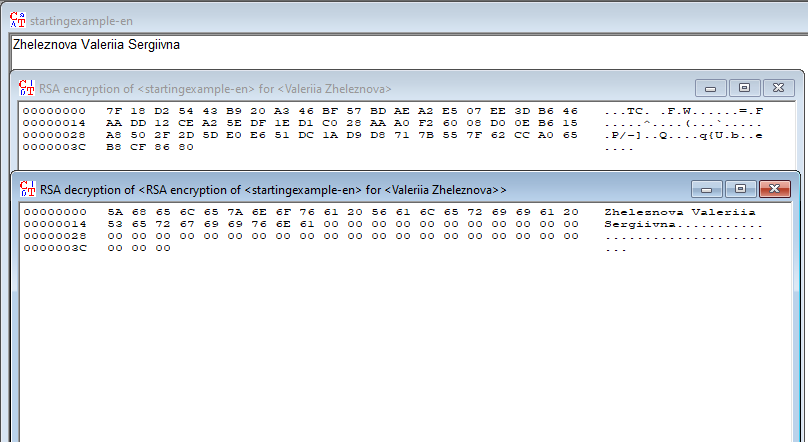 startingexample-en
Zheleznova Valeriia Sergiivna
RSA encryption of <startingexample-en> for <Valeriia Zheleznova>
00000000 7F 18 D2 54 43 B9 20 A3 46 BF 57 BD AE A2 E5 07 EE 3D B6 46 ...TC. .F.W......=.F
00000014 AA DD 12 CE A2 5E DF 1E D1 C0 28 AA A0 F2 60 08 D0 0E B6 15 .....^....(...`.....
00000028 A8 50 2F 2D 5D E0 E6 51 DC 1A D9 D8 71 7B 55 7F 62 CC A0 65 .P/-]..Q....q{U.b..e
0000003C B8 CF 86 80 ....
RSA decryption of <RSA encryption of <startingexample-en> for <Valeriia Zheleznova>>
00000000 5A 68 65 6C 65 7A 6E 6F 76 61 20 56 61 6C 65 72 69 69 61 20 Zheleznova Valeriia
00000014 53 65 72 67 69 69 76 6E 61 00 00 00 00 00 00 00 00 00 00 00 Sergiivna...........
00000028 00 00 00 00 00 00 00 00 00 00 00 00 00 00 00 00 00 00 00 00 ....................
0000003C 00 00 00 ...